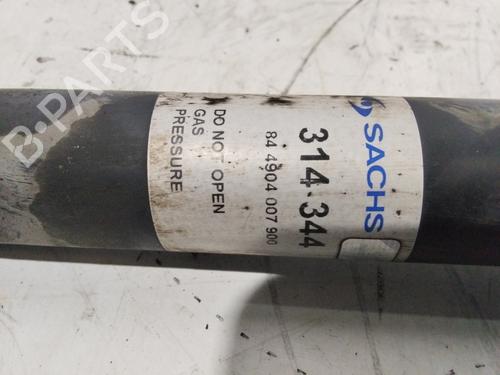 SACHS
314 344
84 4904 007 900
DO NOT OPEN
GAS
PRESSURE
B-PARTS